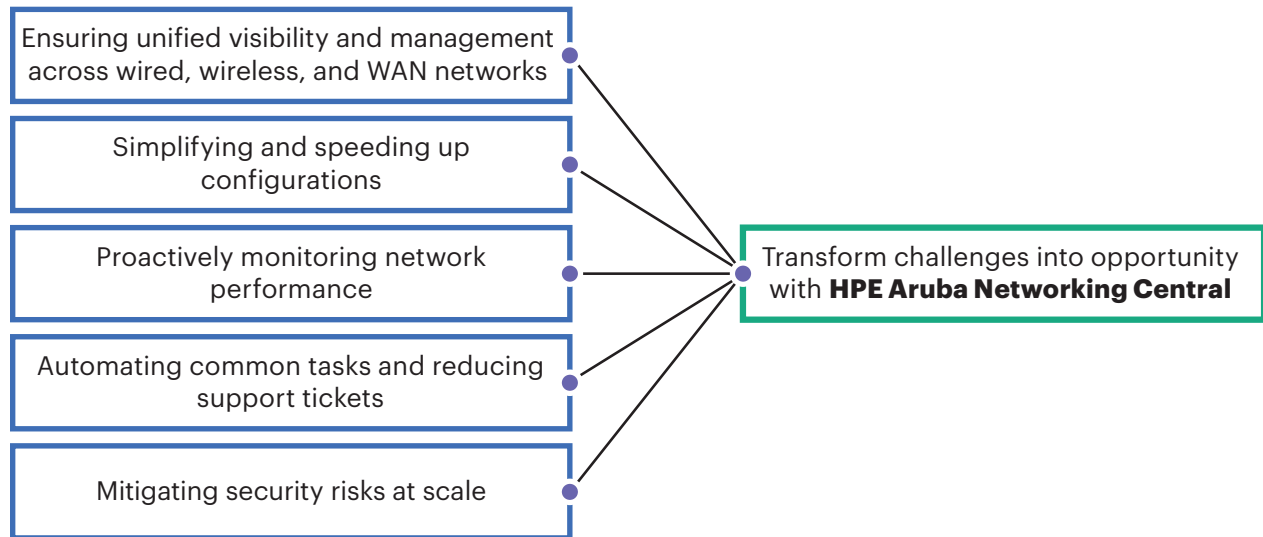 Ensuring unified visibility and management
across wired, wireless, and WAN networks
Simplifying and speeding up
configurations
Proactively monitoring network
performance
Automating common tasks and reducing
support tickets
Mitigating security risks at scale
Transform challenges into opportunity
with HPE Aruba Networking Central